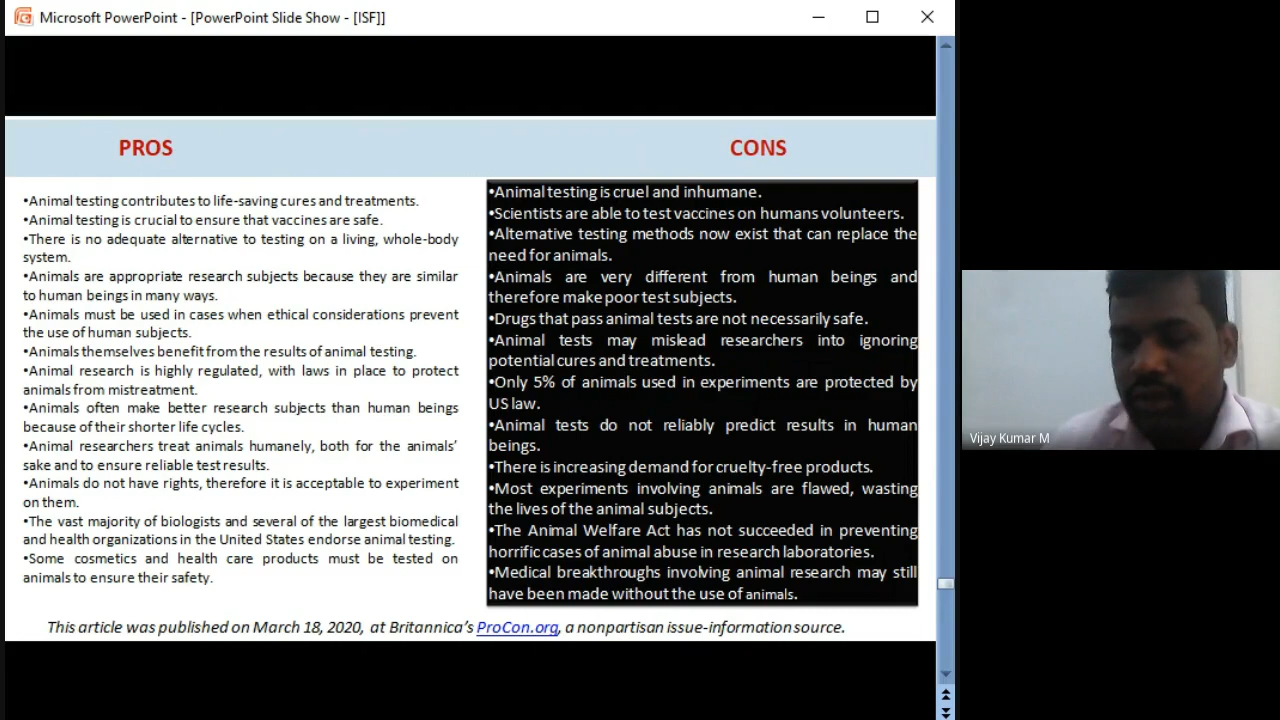 Microsoft PowerPoint - [PowerPoint Slide Show - [ISF]]
PROS
•Animal testing contributes to life-saving cures and treatments.
•Animal testing is crucial to ensure that vaccines are safe.
•There is no adequate alternative to testing on a living, whole-body
system.
•Animals are appropriate research subjects because they are similar
to human beings in many ways.
•Animals must be used in cases when ethical considerations prevent
the use of human subjects.
•Animals themselves benefit from the results of animal testing.
•Animal research is highly regulated, with laws in place to protect
animals from mistreatment.
•Animals often make better research subjects than human beings
because of their shorter life cycles.
•Animal researchers treat animals humanely, both for the animals’
sake and to ensure reliable test results.
•Animals do not have rights, therefore it is acceptable to experiment
on them.
•The vast majority of biologists and several of the largest biomedical
and health organizations in the United States endorse animal testing.
•Some cosmetics and health care products must be tested on
animals to ensure their safety.
CONS
•Animal testing is cruel and inhumane.
•Scientists are able to test vaccines on humans volunteers.
•Alternative testing methods now exist that can replace the
need for animals.
•Animals are very different from human beings and
therefore make poor test subjects.
•Drugs that pass animal tests are not necessarily safe.
•Animal tests may mislead researchers into ignoring
potential cures and treatments.
•Only 5% of animals used in experiments are protected by
US law.
•Animal tests do not reliably predict results in human
beings.
•There is increasing demand for cruelty-free products.
•Most experiments involving animals are flawed, wasting
the lives of the animal subjects.
•The Animal Welfare Act has not succeeded in preventing
horrific cases of animal abuse in research laboratories.
•Medical breakthroughs involving animal research may still
have been made without the use of animals.
This article was published on March 18, 2020, at Britannica’s ProCon.org, a nonpartisan issue-information source.
Vijay Kumar M